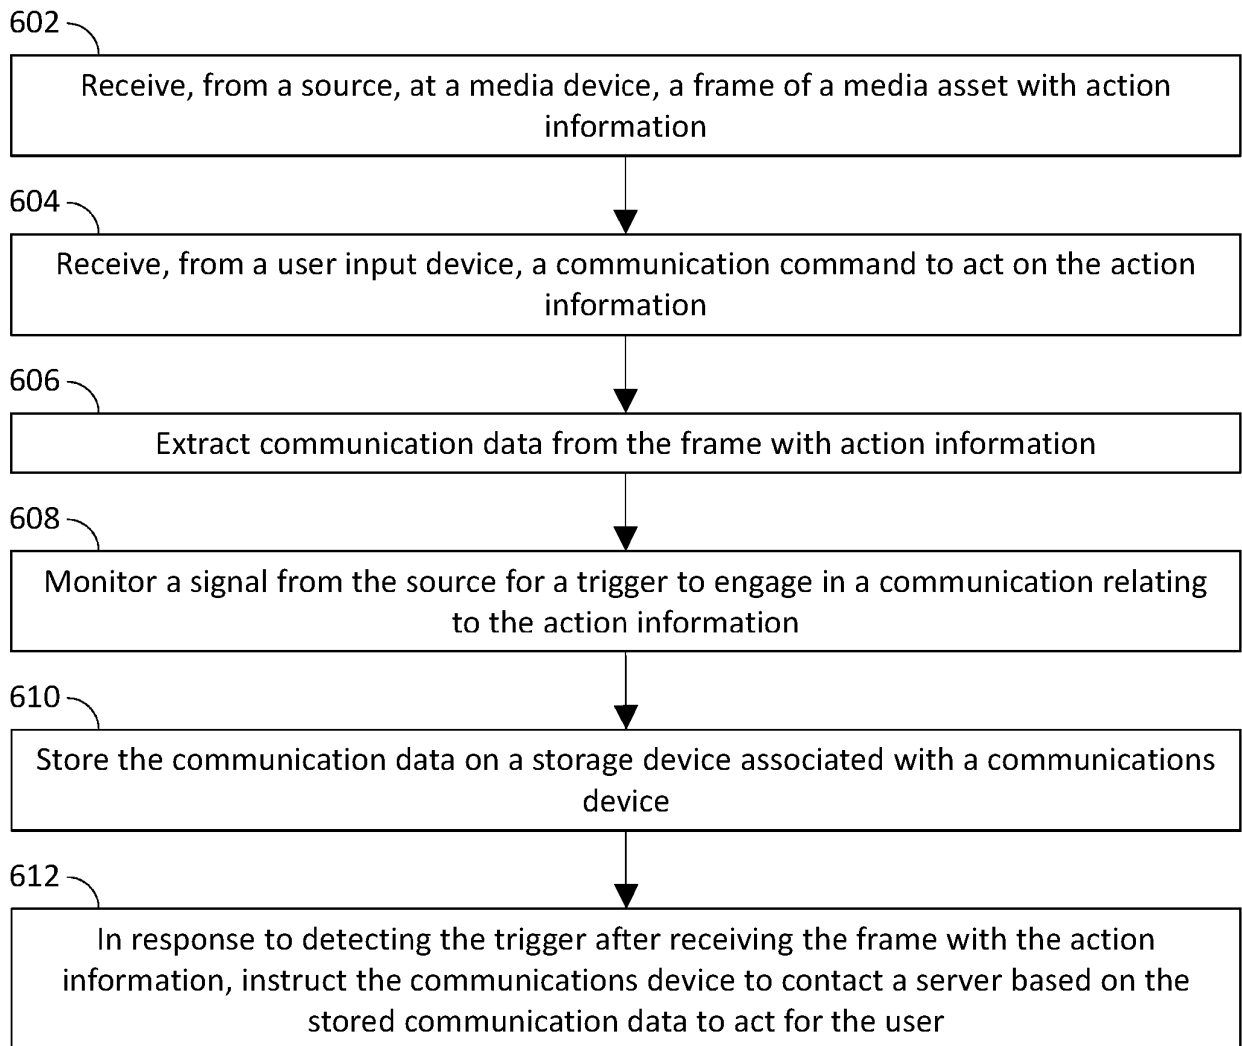 602
Receive, from a source, at a media device, a frame of a media asset with action
information
604
Receive, from a user input device, a communication command to act on the action
information
606
Extract communication data from the frame with action information
608
Monitor a signal from the source for a trigger to engage in a communication relating
to the action information
610
Store the communication data on a storage device associated with a communications
device
612
In response to detecting the trigger after receiving the frame with the action
information, instruct the communications device to contact a server based on the
stored communication data to act for the user